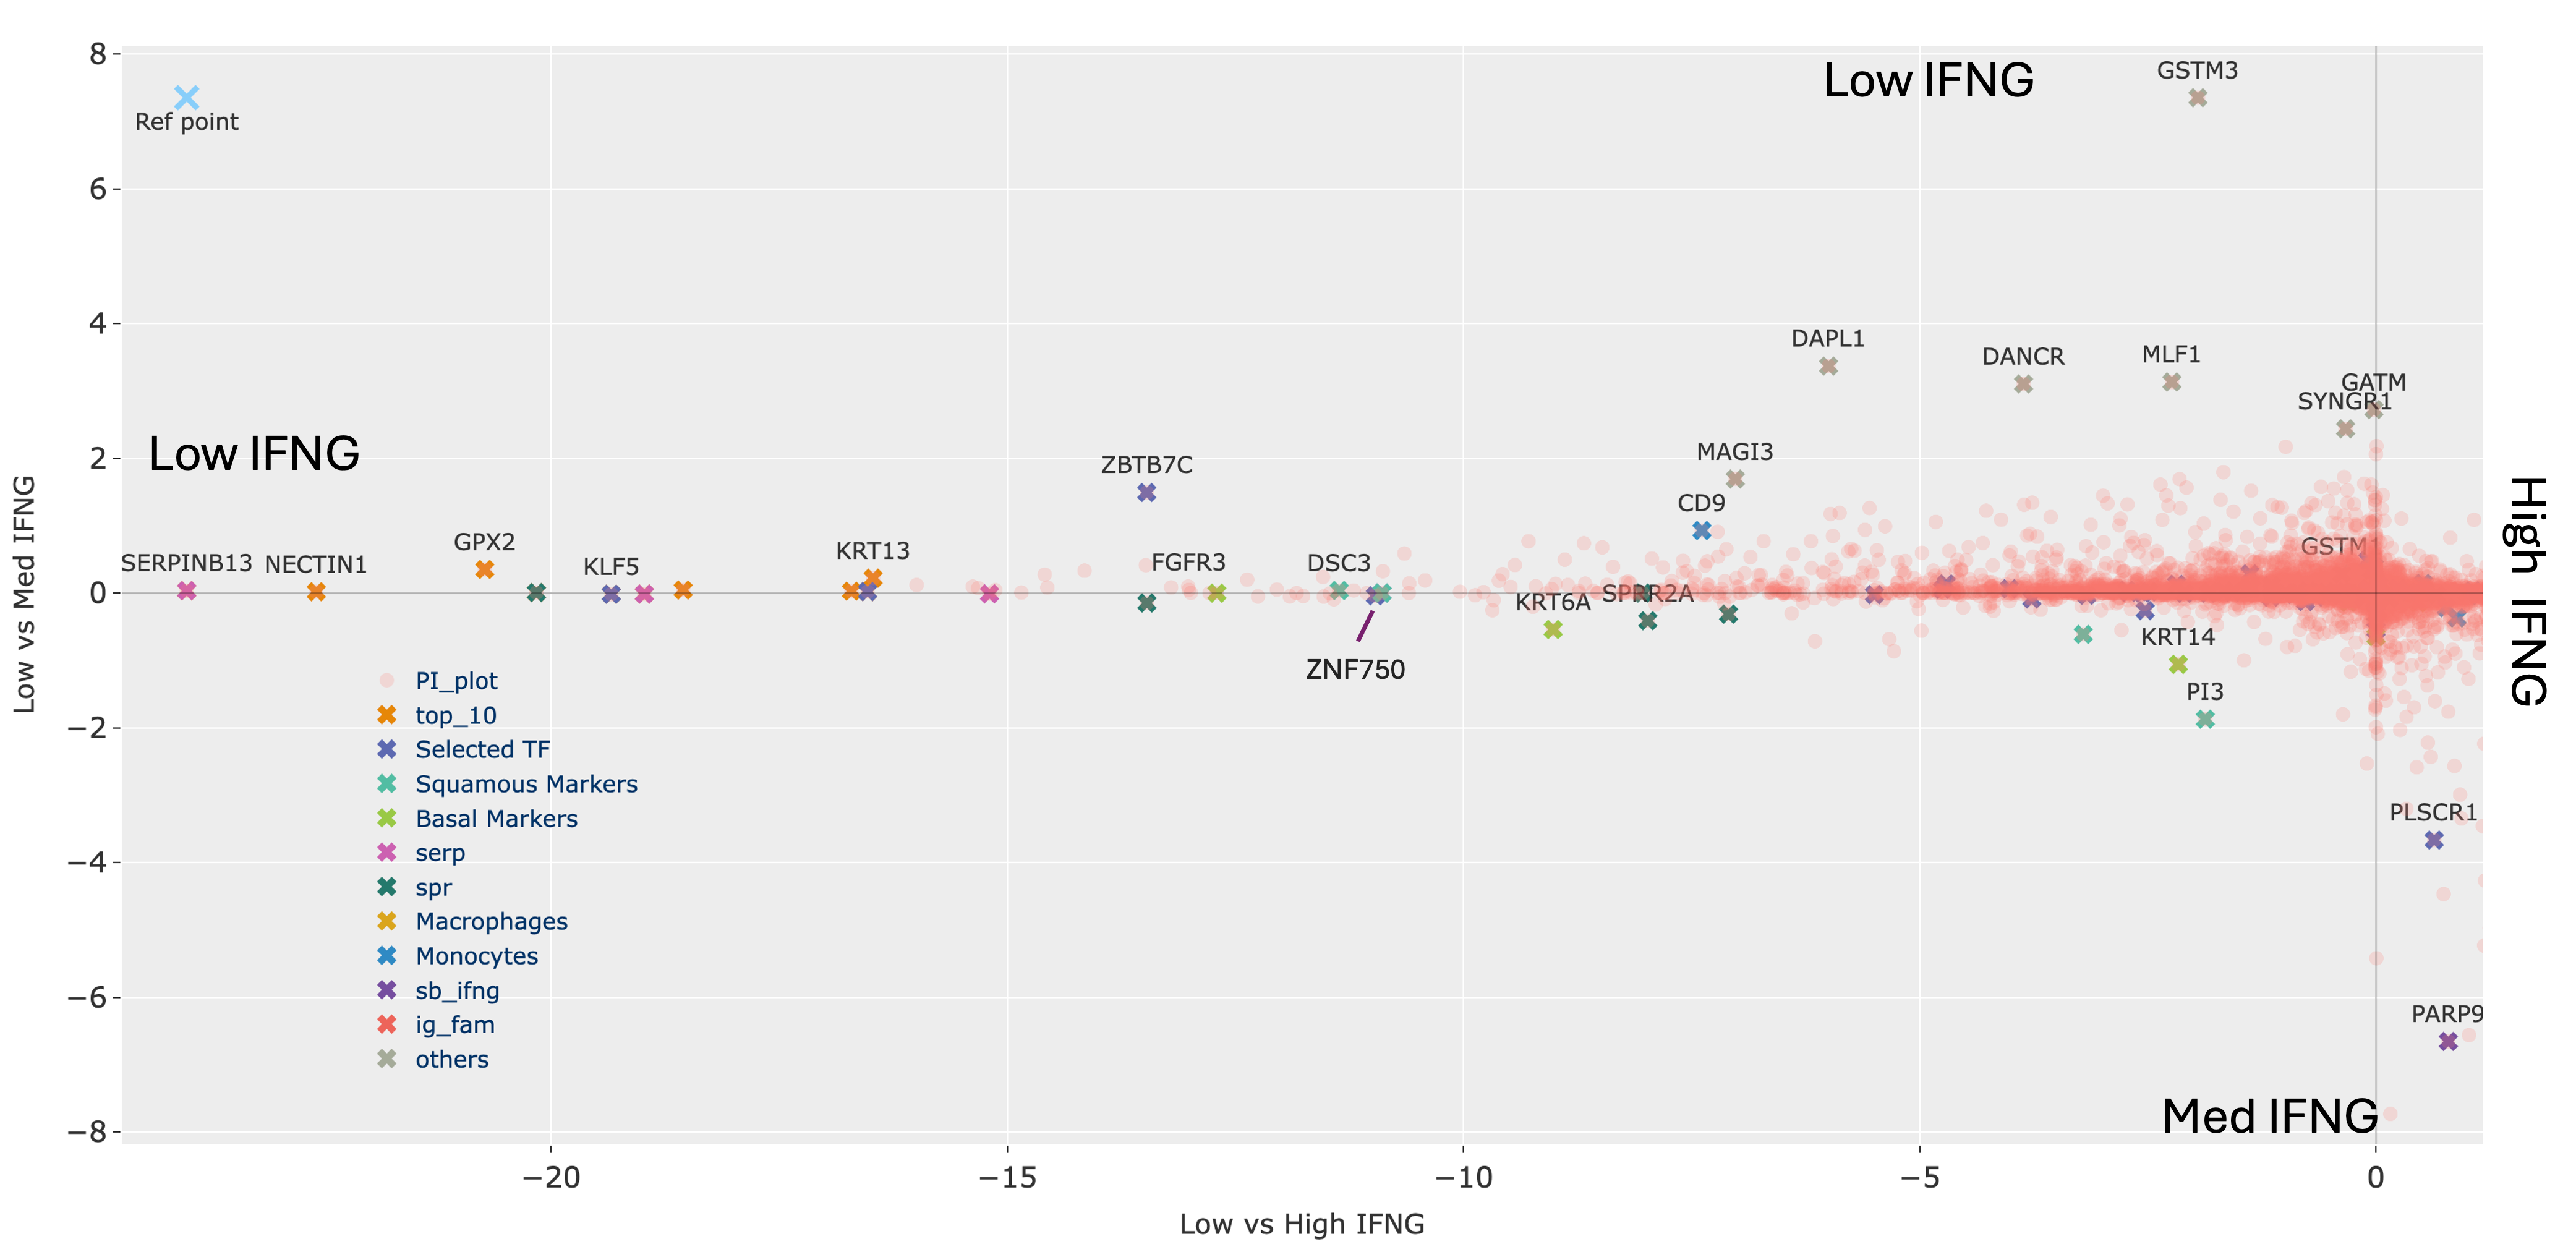 8
Low IFNG
GSTM3
Ref point
6
4
DAPL1
DANCR
MLF1
GATM
SYNGR1
Low IFNG
2
ZBTB7C
MAGI3
CD9
High IFNG
Low vs Med IFNG
SERPINB13
NECTIN1
GPX2
KLF5
KRT13
FGFR3
DSC3
GSTM
0
KRT6A
SPRR2A
ZNF750
KRT14
PI3
PI_plot
top_10
−2
Selected TF
Squamous Markers
Basal Markers
PLSCR1
serp
−4
spr
Macrophages
Monocytes
−6
sb_ifng
ig_fam
PARP9
others
Med IFNG
−8
−20
−15
−10
−5
0
Low vs High IFNG